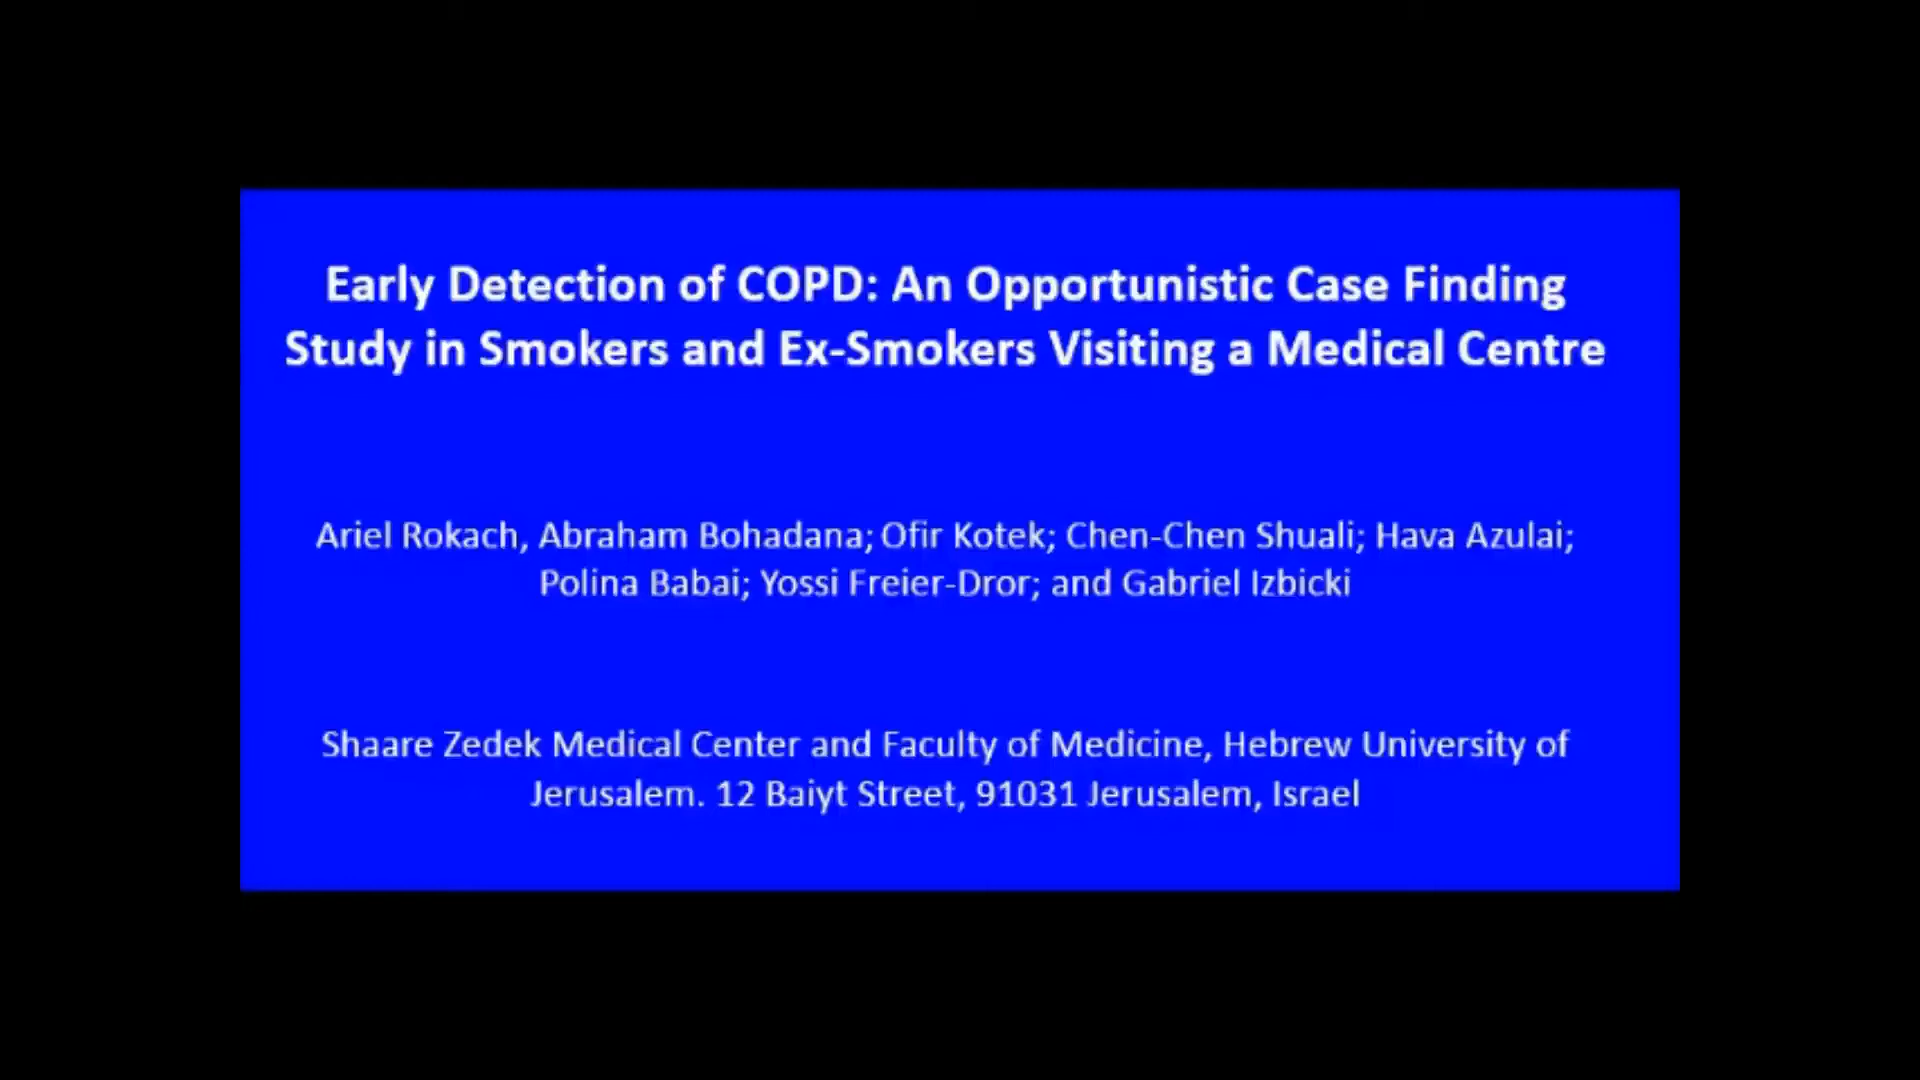 Early Detection of COPD: An Opportunistic Case Finding
Study in Smokers and Ex-Smokers Visiting a Medical Centre
Ariel Rokach, Abraham Bohadana; Ofir Kotek; Chen-Chen Shuali; Hava Azulai;
Polina Babai; Yossi Freier-Dror; and Gabriel Izbicki
Shaare Zedek Medical Center and Faculty of Medicine, Hebrew University of
Jerusalem. 12 Baiyt Street, 91031 Jerusalem, Israel